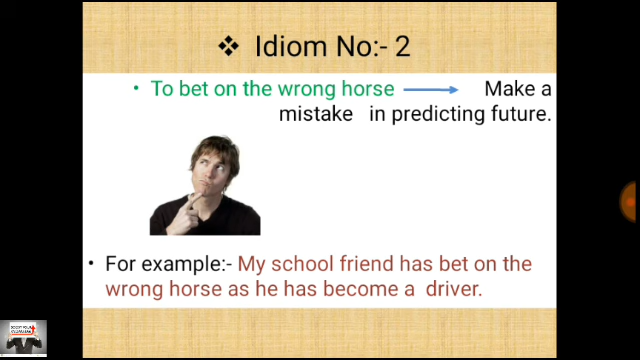 ❖ Idiom No:- 2
• To bet on the wrong horse → Make a
mistake in predicting future.
• For example:- My school friend has bet on the
wrong horse as he has become a driver.